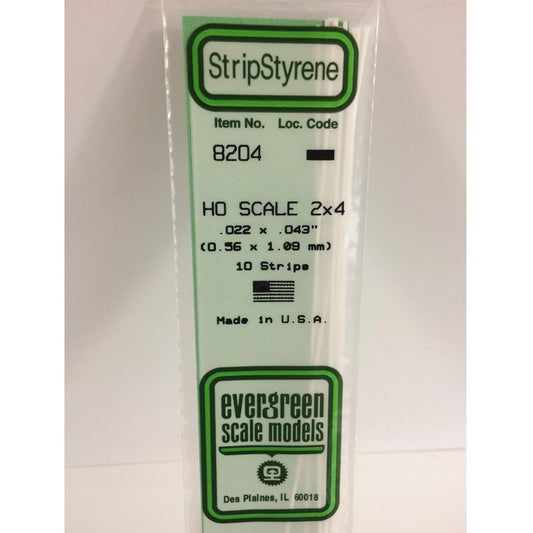 StripStyrene
Item No. Loc. Code
8204
HO SCALE 2x4
.022 x .043"
(0.56 x 1.09 mm)
10 Strips
Made in U.S.A.
evergreen
scale models
Des Plaines, IL 60018